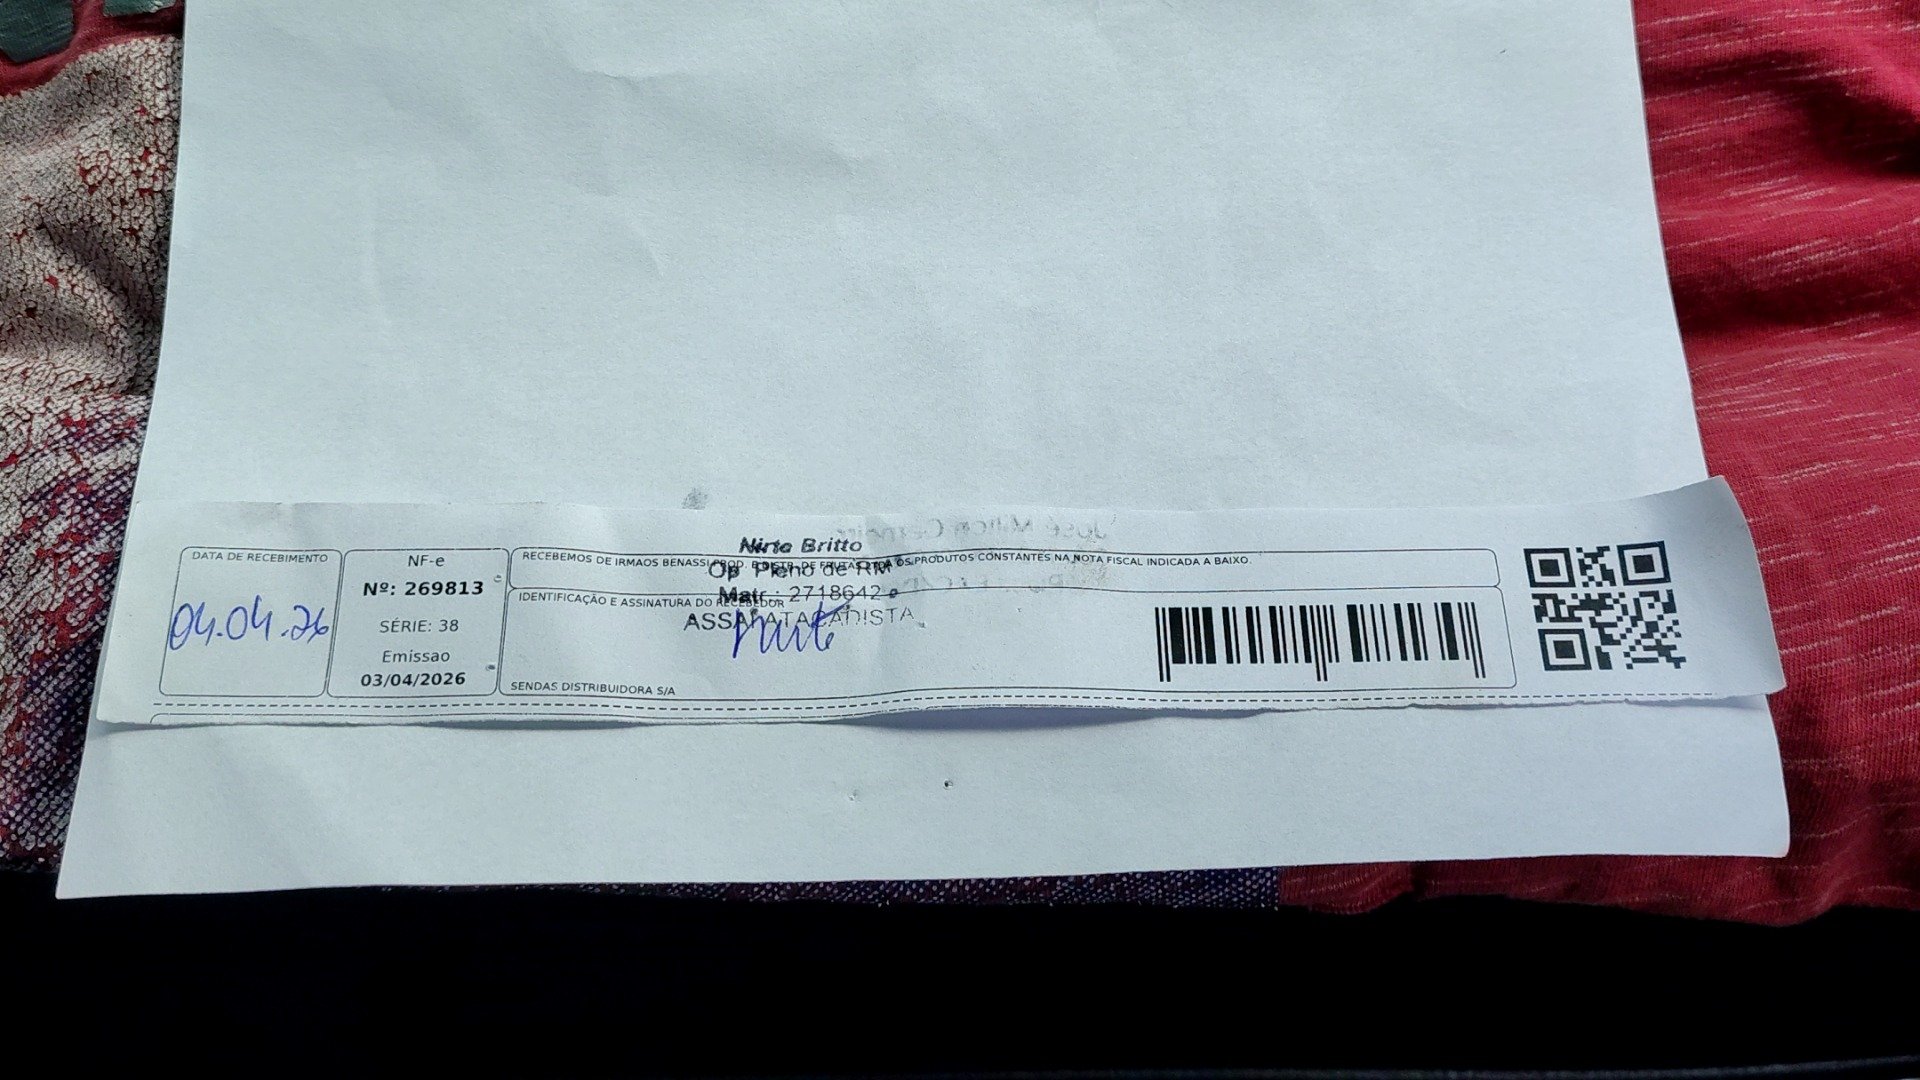 DATA DE RECEBIMENTO
04.04.26
NF-e
Nº: 269813
SÉRIE: 38
Emissao
03/04/2026
RECEBEMOS DE IRMAOS BENASSI PROD. E DISTR. DE FRUTAS LTDA OS PRODUTOS CONSTANTES NA NOTA FISCAL INDICADA A BAIXO.
IDENTIFICAÇÃO E ASSINATURA DO RECEBEDOR
Britto
Op Pleno de RM
Matr.: 2718642
ASSAI ATACADISTA
SENDAS DISTRIBUIDORA S/A